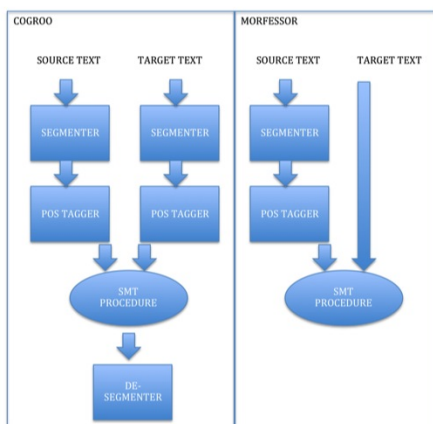 COGROO
SOURCE TEXT
TARGET TEXT
SEGMENTER
SEGMENTER
POS TAGGER
POS TAGGER
SMT
PROCEDURE
DE-
SEGMENTER
MORFESSOR
SOURCE TEXT
TARGET TEXT
SEGMENTER
POS TAGGER
SMT
PROCEDURE